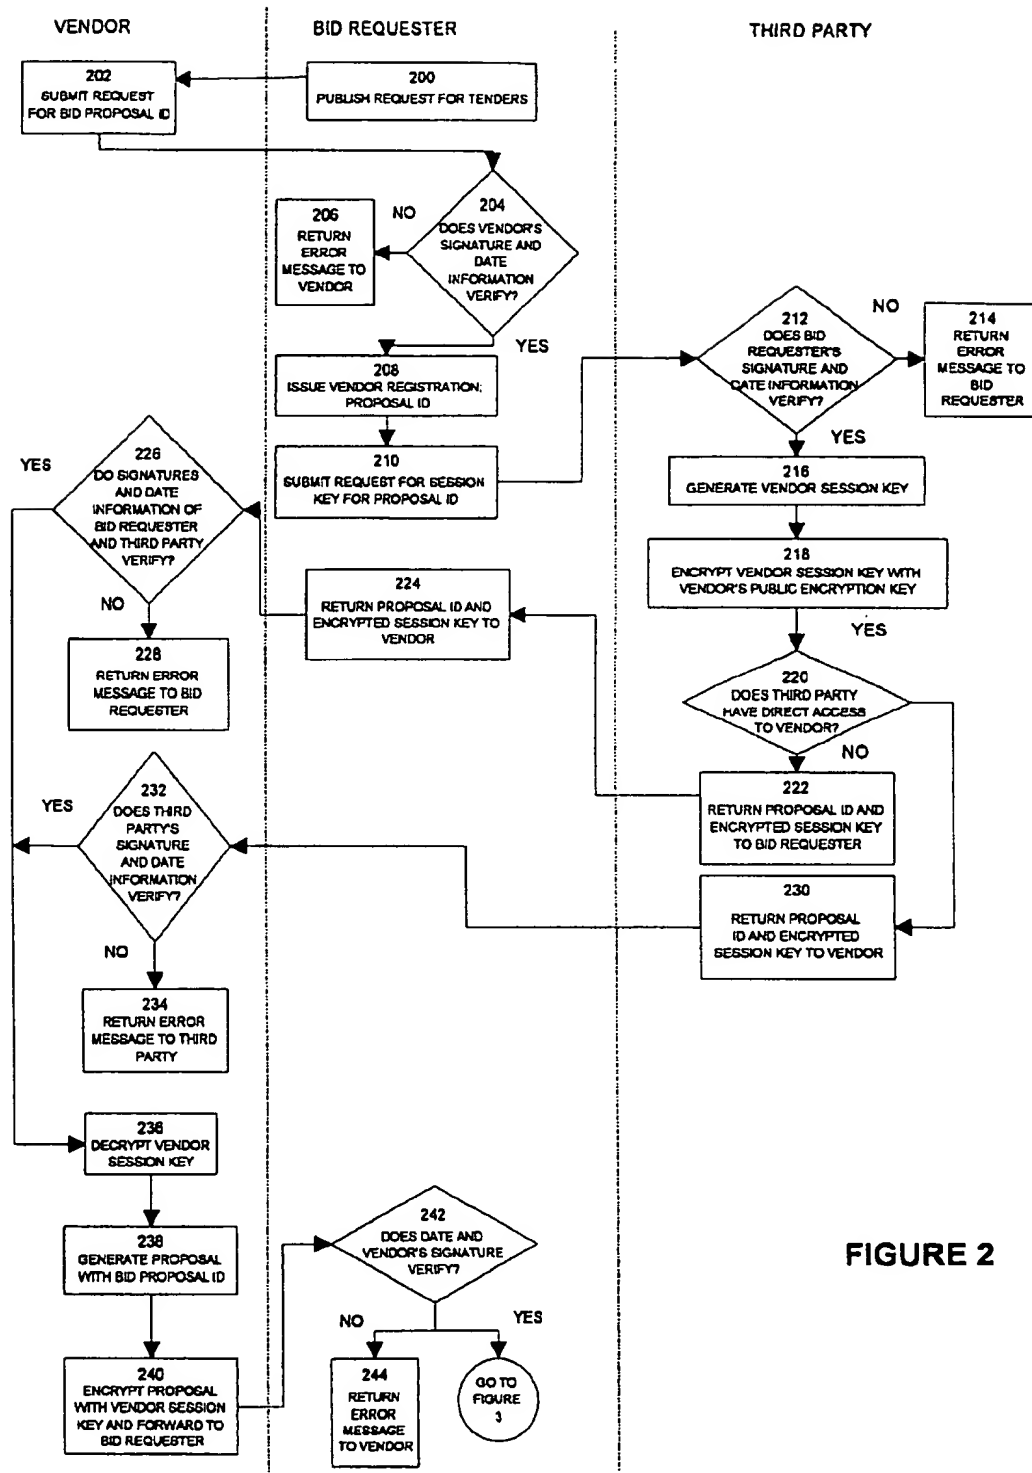 VENDOR
BID REQUESTER
THIRD PARTY
202
SUBMIT REQUEST
FOR BID PROPOSAL ID
200
PUBLISH REQUEST FOR TENDERS
204
DOES VENDOR'S
SIGNATURE AND
DATE
INFORMATION
VERIFY?
NO
206
RETURN
ERROR
MESSAGE TO
VENDOR
YES
208
ISSUE VENDOR REGISTRATION;
PROPOSAL ID
210
SUBMIT REQUEST FOR SESSION
KEY FOR PROPOSAL ID
212
DOES BID
REQUESTER'S
SIGNATURE AND
DATE INFORMATION
VERIFY?
NO
214
RETURN
ERROR
MESSAGE TO
BID
REQUESTER
YES
216
GENERATE VENDOR SESSION KEY
218
ENCRYPT VENDOR SESSION KEY WITH
VENDOR'S PUBLIC ENCRYPTION KEY
YES
220
DOES THIRD PARTY
HAVE DIRECT ACCESS
TO VENDOR?
NO
222
RETURN PROPOSAL ID AND
ENCRYPTED SESSION KEY
TO BID REQUESTER
224
RETURN PROPOSAL ID AND
ENCRYPTED SESSION KEY TO
VENDOR
YES
226
DO SIGNATURES
AND DATE
INFORMATION OF
BID REQUESTER
AND THIRD PARTY
VERIFY?
NO
228
RETURN ERROR
MESSAGE TO BID
REQUESTER
230
RETURN PROPOSAL
ID AND ENCRYPTED
SESSION KEY TO VENDOR
YES
232
DOES THIRD
PARTY'S
SIGNATURE
AND DATE
INFORMATION
VERIFY?
NO
234
RETURN ERROR
MESSAGE TO THIRD
PARTY
236
DECRYPT VENDOR
SESSION KEY
238
GENERATE PROPOSAL
WITH BID PROPOSAL ID
240
ENCRYPT PROPOSAL
WITH VENDOR SESSION
KEY AND FORWARD TO
BID REQUESTER
242
DOES DATE AND
VENDOR'S SIGNATURE
VERIFY?
NO
YES
244
RETURN
ERROR
MESSAGE
TO VENDOR
GO TO
FIGURE
3
FIGURE 2